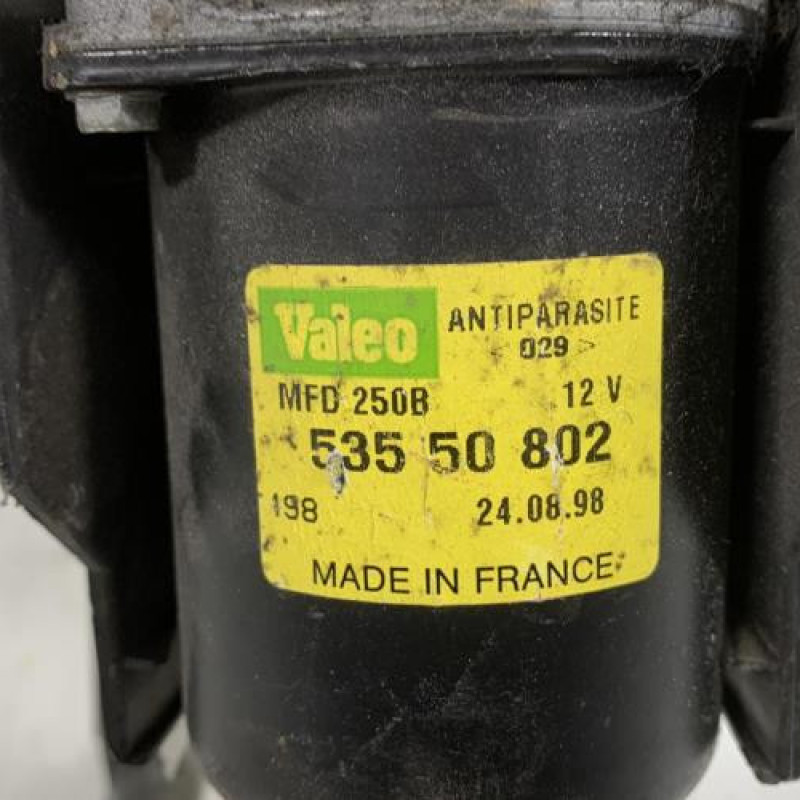 Valeo ANTIPARASITE
< 029 >
MFD 250B 12 V
535 50 802
198 24.08.98
MADE IN FRANCE